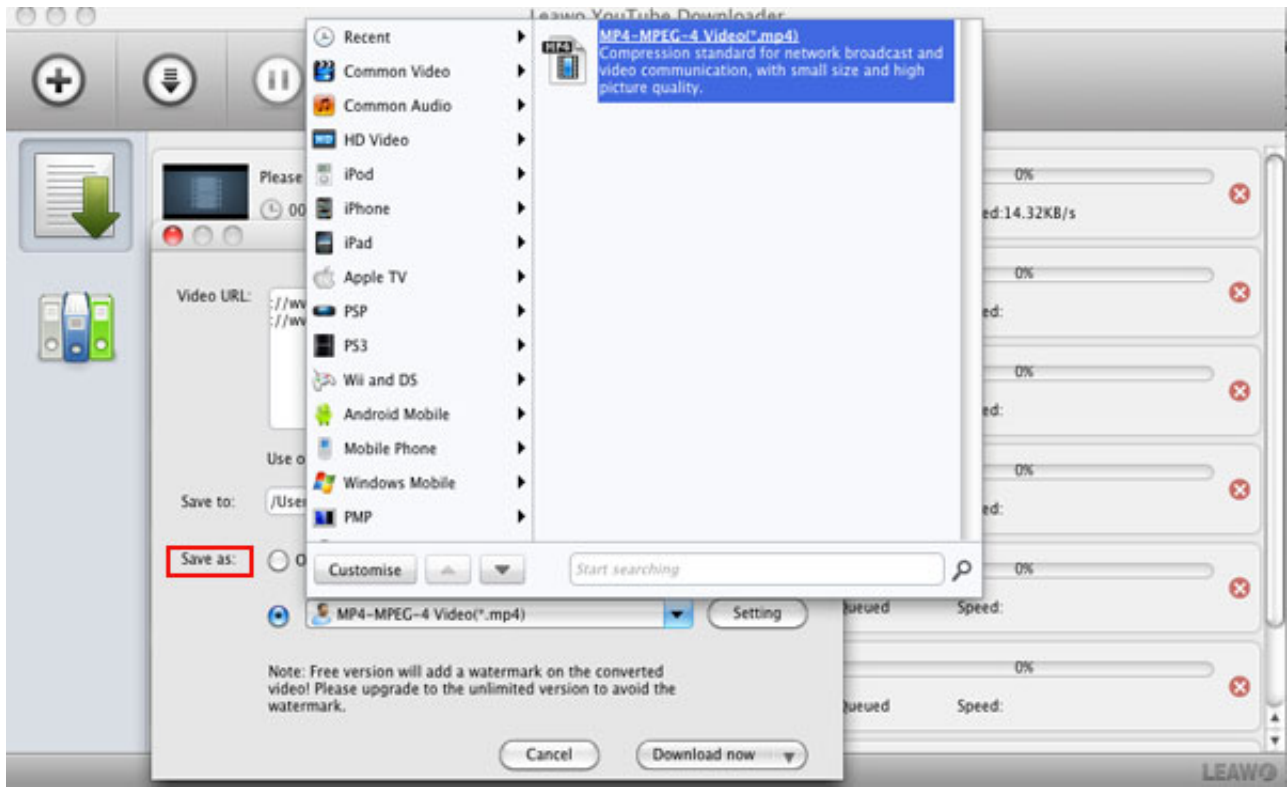 Leawo YouTube Downloader
Recent
Common Video
Common Audio
HD Video
iPod
iPhone
iPad
Apple TV
PSP
PS3
Wii and DS
Android Mobile
Mobile Phone
Windows Mobile
PMP
MP4
MP4-MPEG-4 Video(*.mp4)
Compression standard for network broadcast and
video communication, with small size and high
picture quality.
Customise
Start searching
Please
00
0%
ed:14.32KB/s
0%
ed:
0%
ed:
0%
ed:
0%
Queued Speed:
0%
Queued Speed:
Video URL:
://ww
://ww
Use o
Save to:
/User
Save as:
O
MP4-MPEG-4 Video(*.mp4)
Setting
Note: Free version will add a watermark on the converted
video! Please upgrade to the unlimited version to avoid the
watermark.
Cancel
Download now
LEAWO